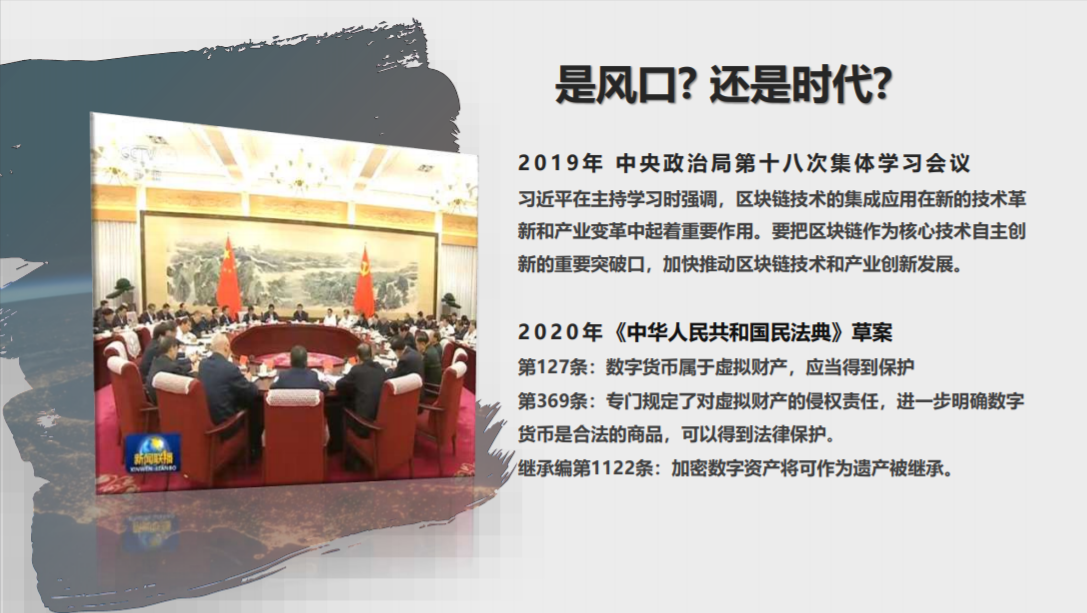 是风口？还是时代？
2019年 中央政治局第十八次集体学习会议
习近平在主持学习时强调，区块链技术的集成应用在新的技术革
新和产业变革中起着重要作用。要把区块链作为核心技术自主创
新的重要突破口，加快推动区块链技术和产业创新发展。
2020年《中华人民共和国民法典》草案
第127条：数字货币属于虚拟财产，应当得到保护
第369条：专门规定了对虚拟财产的侵权责任，进一步明确数字
货币是合法的商品，可以得到法律保护。
继承编第1122条：加密数字资产将可作为遗产被继承。
新闻联播
XINWEN LIANBO